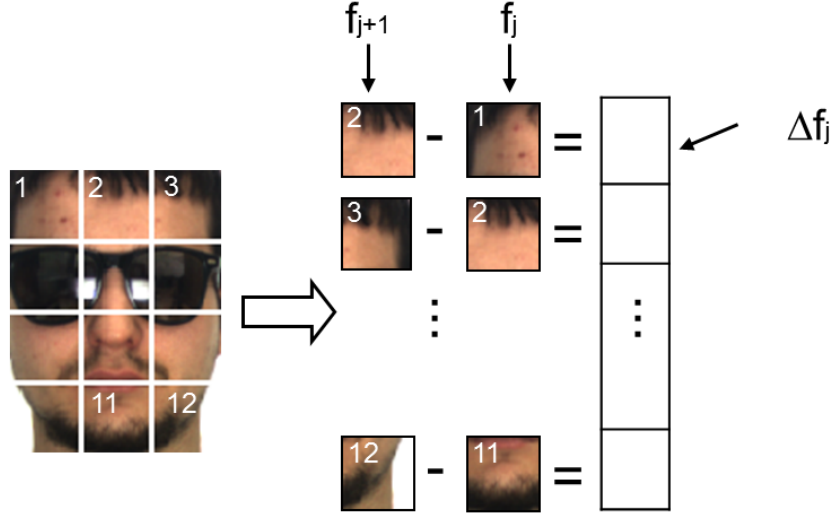 f_{j+1} f_j
2 - 1 = Δf_j
1 2 3
3 - 2 =
⋮ ⋮
11 12
12 - 11 =